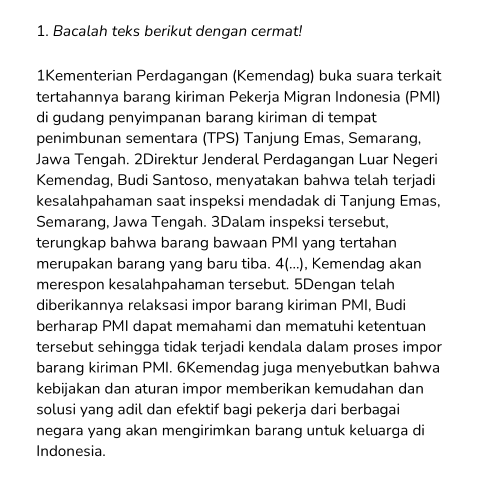 1. Bacalah teks berikut dengan cermat!
1Kementerian Perdagangan (Kemendag) buka suara terkait
tertahannya barang kiriman Pekerja Migran Indonesia (PMI)
di gudang penyimpanan barang kiriman di tempat
penimbunan sementara (TPS) Tanjung Emas, Semarang,
Jawa Tengah. 2Direktur Jenderal Perdagangan Luar Negeri
Kemendag, Budi Santoso, menyatakan bahwa telah terjadi
kesalahpahaman saat inspeksi mendadak di Tanjung Emas,
Semarang, Jawa Tengah. 3Dalam inspeksi tersebut,
terungkap bahwa barang bawaan PMI yang tertahan
merupakan barang yang baru tiba. 4(...), Kemendag akan
merespon kesalahpahaman tersebut. 5Dengan telah
diberikannya relaksasi impor barang kiriman PMI, Budi
berharap PMI dapat memahami dan mematuhi ketentuan
tersebut sehingga tidak terjadi kendala dalam proses impor
barang kiriman PMI. 6Kemendag juga menyebutkan bahwa
kebijakan dan aturan impor memberikan kemudahan dan
solusi yang adil dan efektif bagi pekerja dari berbagai
negara yang akan mengirimkan barang untuk keluarga di
Indonesia.